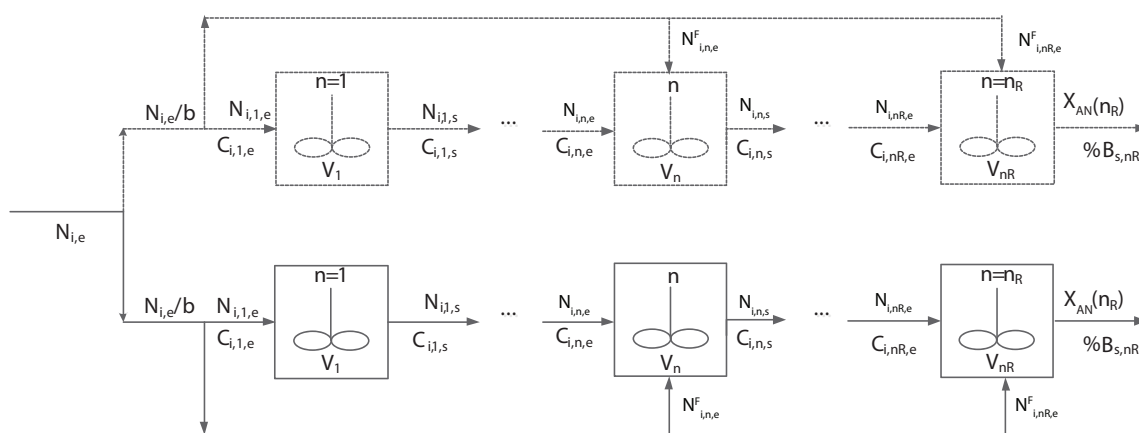 N^F_{i,n,e} N^F_{i,nR,e}
n=1 n n=n_R
N_{i,e}/b N_{i,1,e} N_{i,1,s} ... N_{i,n,e} N_{i,n,s} ... N_{i,nR,e} X_{AN}(n_R)
C_{i,1,e} C_{i,1,s} C_{i,n,e} C_{i,n,s} C_{i,nR,e} %B_{s,nR}
V_1 V_n V_{nR}
N_{i,e}
n=1 n n=n_R
N_{i,e}/b N_{i,1,e} N_{i,1,s} ... N_{i,n,e} N_{i,n,s} ... N_{i,nR,e} X_{AN}(n_R)
C_{i,1,e} C_{i,1,s} C_{i,n,e} C_{i,n,s} C_{i,nR,e} %B_{s,nR}
V_1 V_n V_{nR}
N^F_{i,n,e} N^F_{i,nR,e}